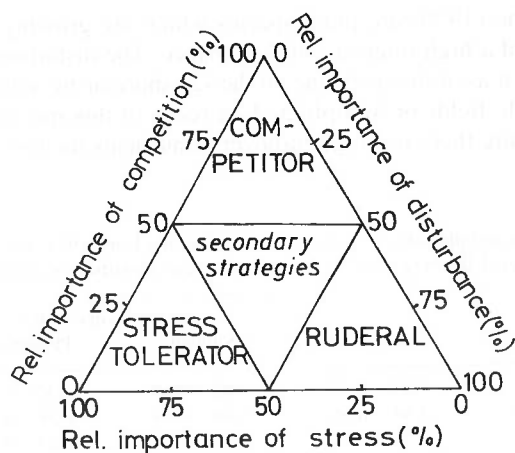 100 0
Rel. importance of competition (%)
Rel. importance of disturbance (%)
75 COM- 25
PETITOR
50 50
secondary
strategies
25 75
STRESS RUDERAL
TOLERATOR
0 100
100 75 50 25 0
Rel. importance of stress (%)